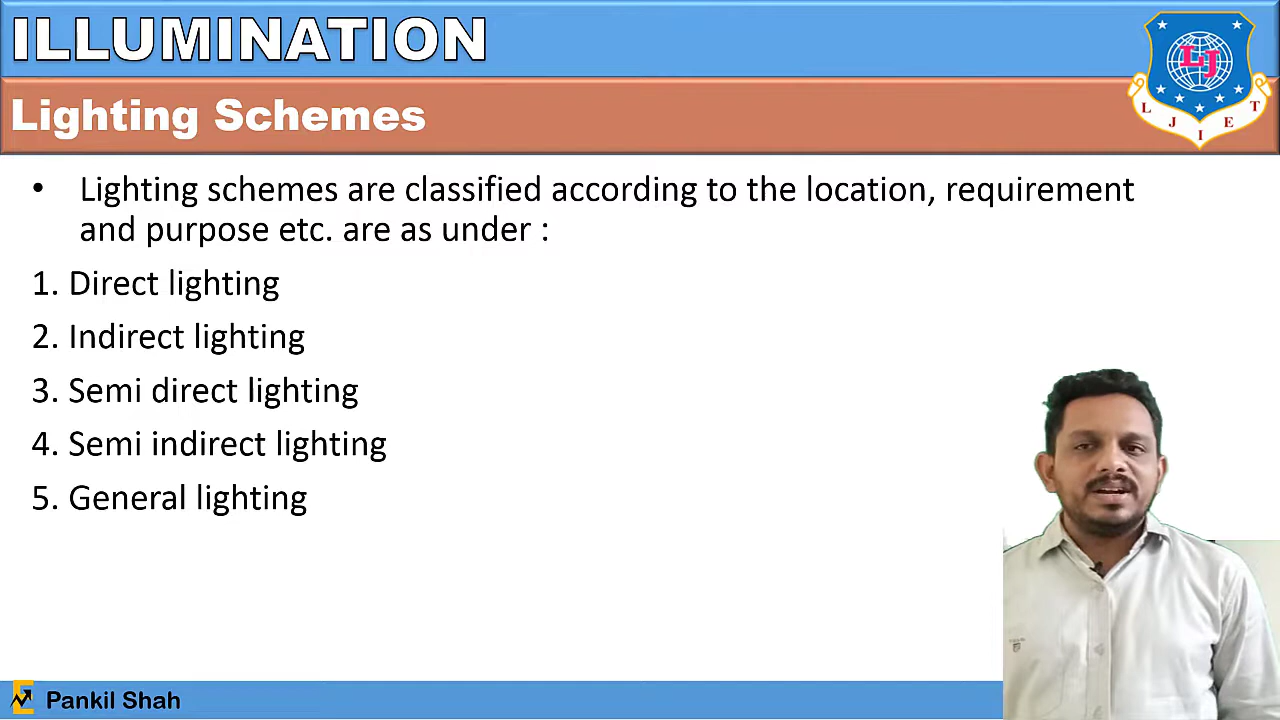 ILLUMINATION
Lighting Schemes
LJ
L J I E T
• Lighting schemes are classified according to the location, requirement
and purpose etc. are as under :
1. Direct lighting
2. Indirect lighting
3. Semi direct lighting
4. Semi indirect lighting
5. General lighting
Pankil Shah